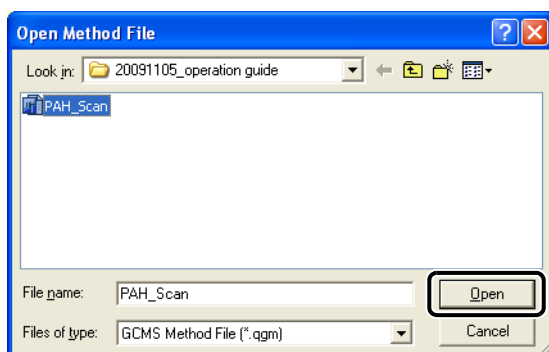 Open Method File
Look in: 20091105_operation guide
PAH_Scan
File name: PAH_Scan Open
Files of type: GCMS Method File (*.qgm) Cancel